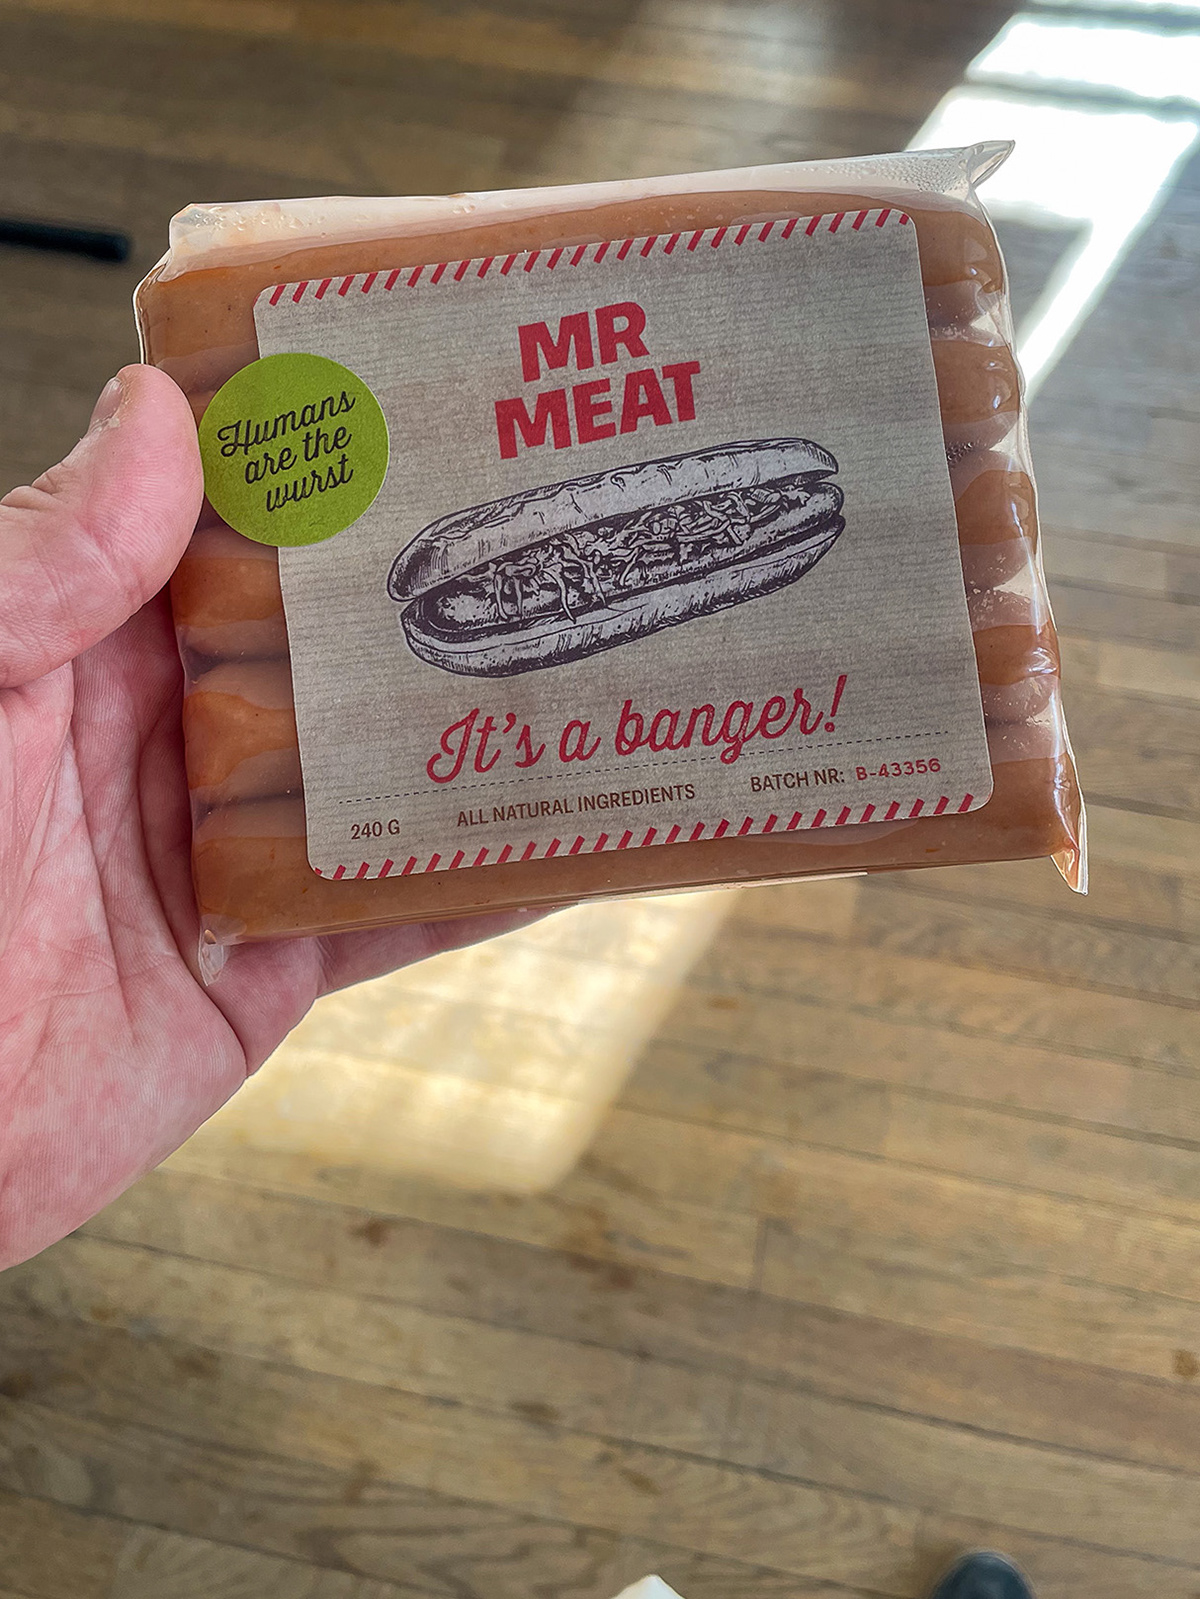 MR
MEAT
Humans
are the
wurst
It's a banger!
240 G
ALL NATURAL INGREDIENTS
BATCH NR: B-43356